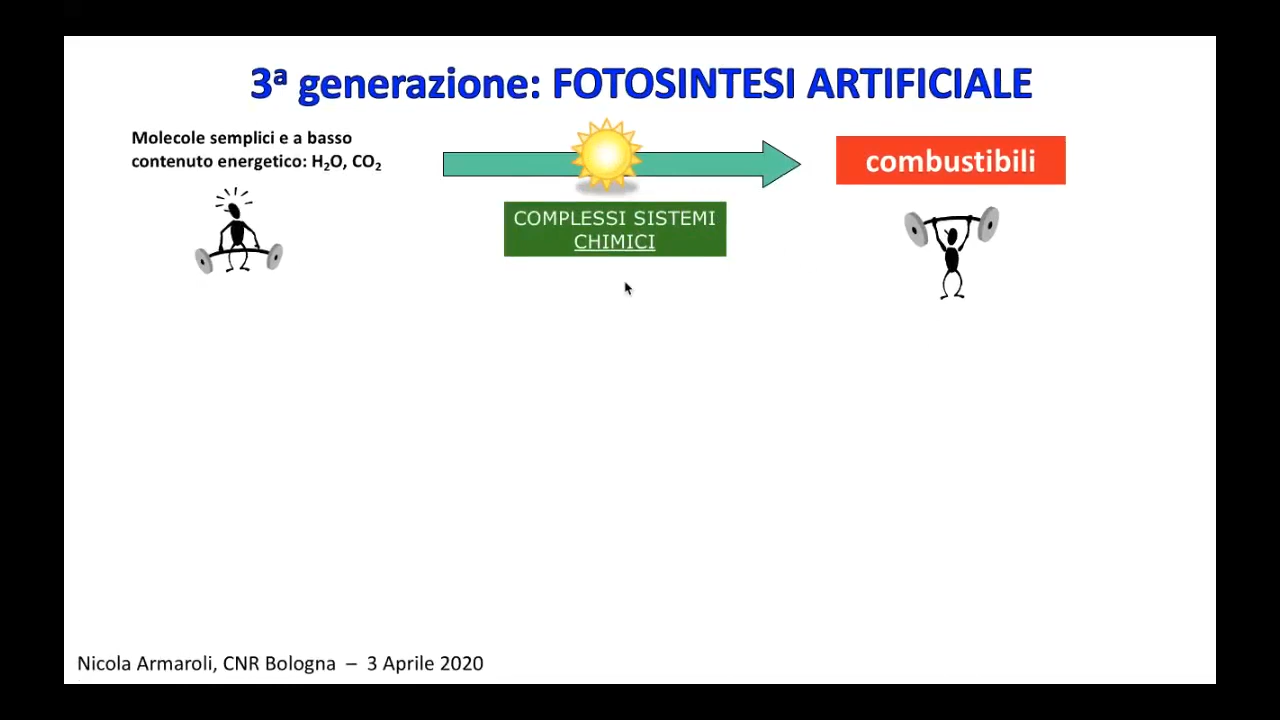 3ª generazione: FOTOSINTESI ARTIFICIALE
Molecole semplici e a basso
contenuto energetico: H₂O, CO₂
combustibili
COMPLESSI SISTEMI
CHIMICI
Nicola Armaroli, CNR Bologna – 3 Aprile 2020